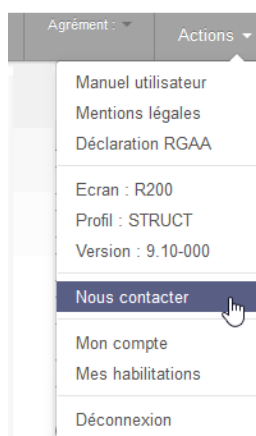 Agrément :
Actions
Manuel utilisateur
Mentions légales
Déclaration RGAA
Ecran : R200
Profil : STRUCT
Version : 9.10-000
Nous contacter
Mon compte
Mes habilitations
Déconnexion